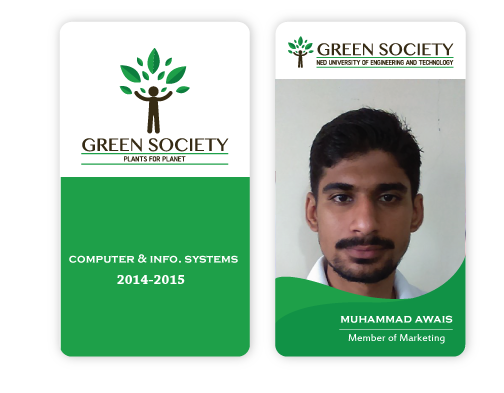 GREEN SOCIETY
PLANTS FOR PLANET
COMPUTER & INFO. SYSTEMS
2014-2015
GREEN SOCIETY
NED UNIVERSITY OF ENGINEERING AND TECHNOLOGY
MUHAMMAD AWAIS
Member of Marketing